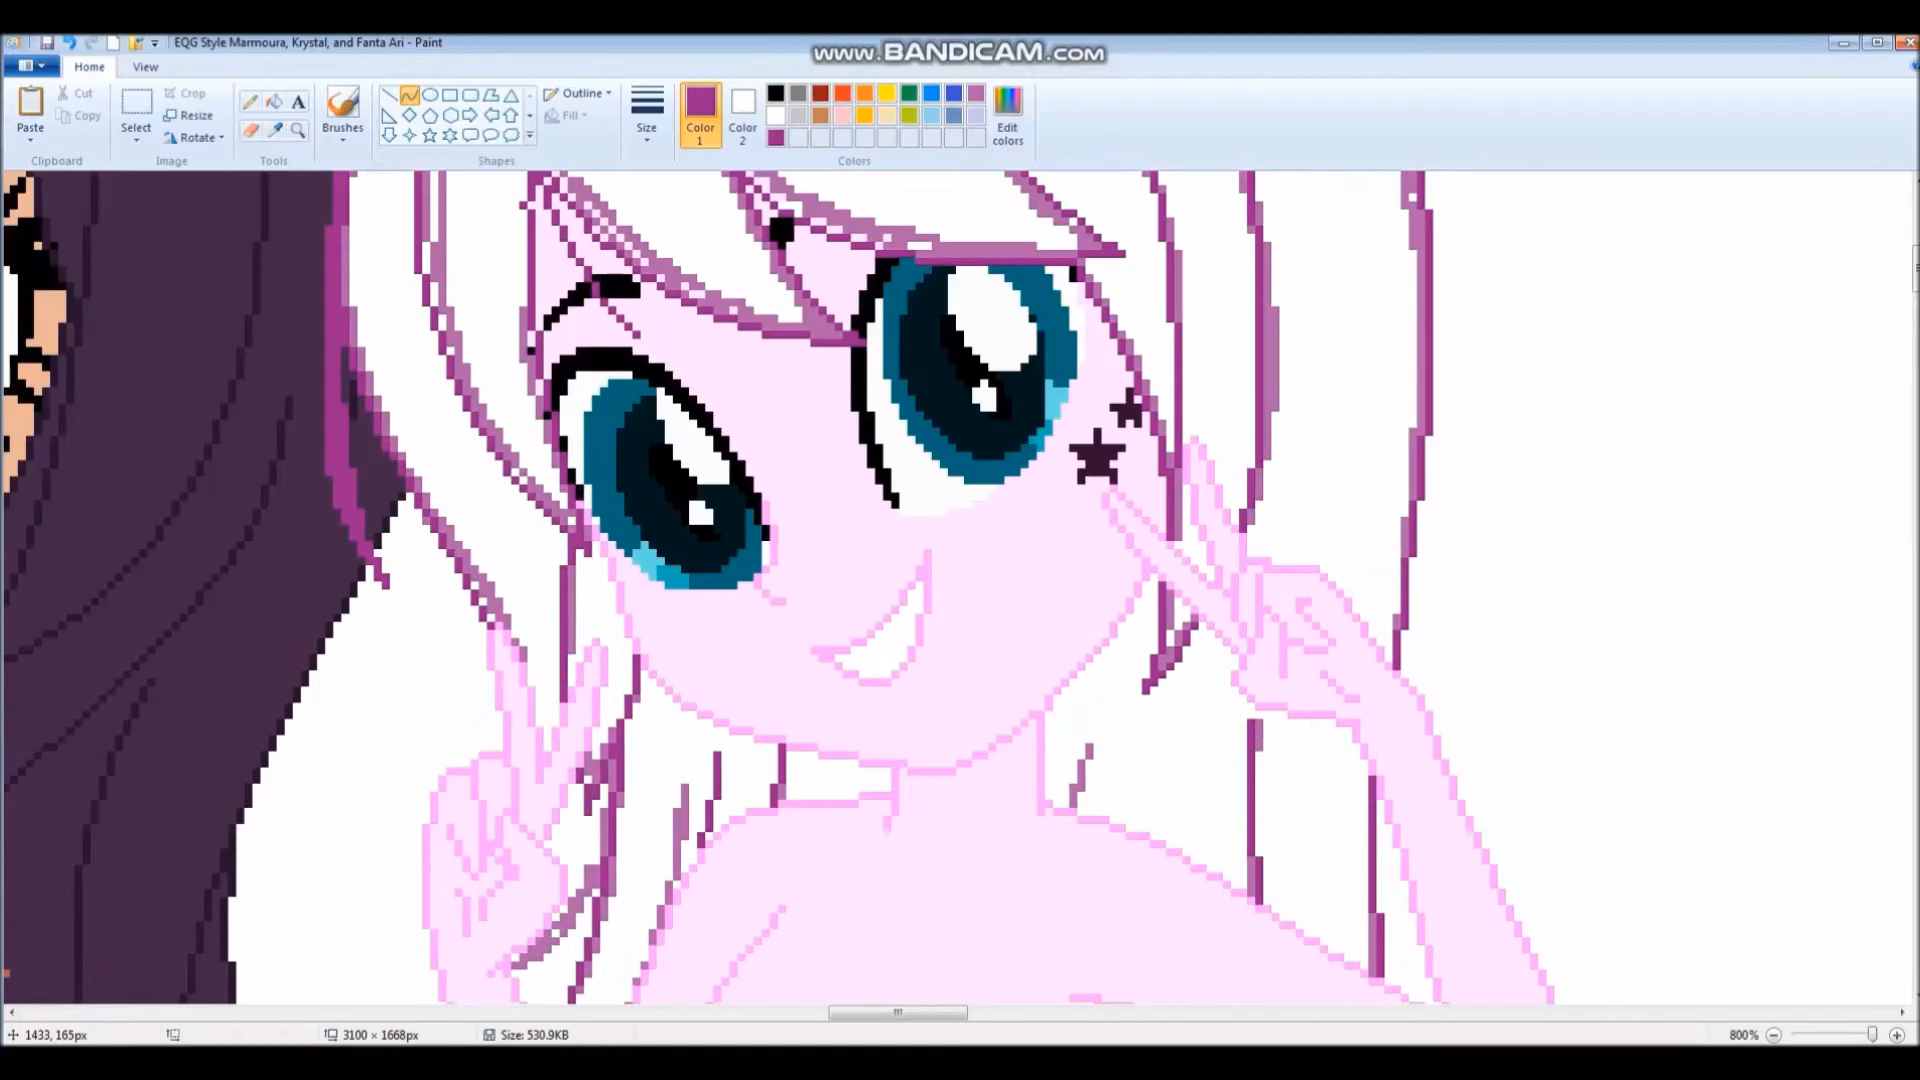 EQG Style Marmoura, Krystal, and Fanta Ari - Paint
www.BANDICAM.com
Home View
Paste
Cut
Copy
Clipboard
Select
Crop
Resize
Rotate
Image
A
Tools
Brushes
Shapes
Outline
Fill
Size
Color 1
Color 2
Edit colors
Colors
1433, 165px
3100 × 1668px
Size: 530.9KB
800%